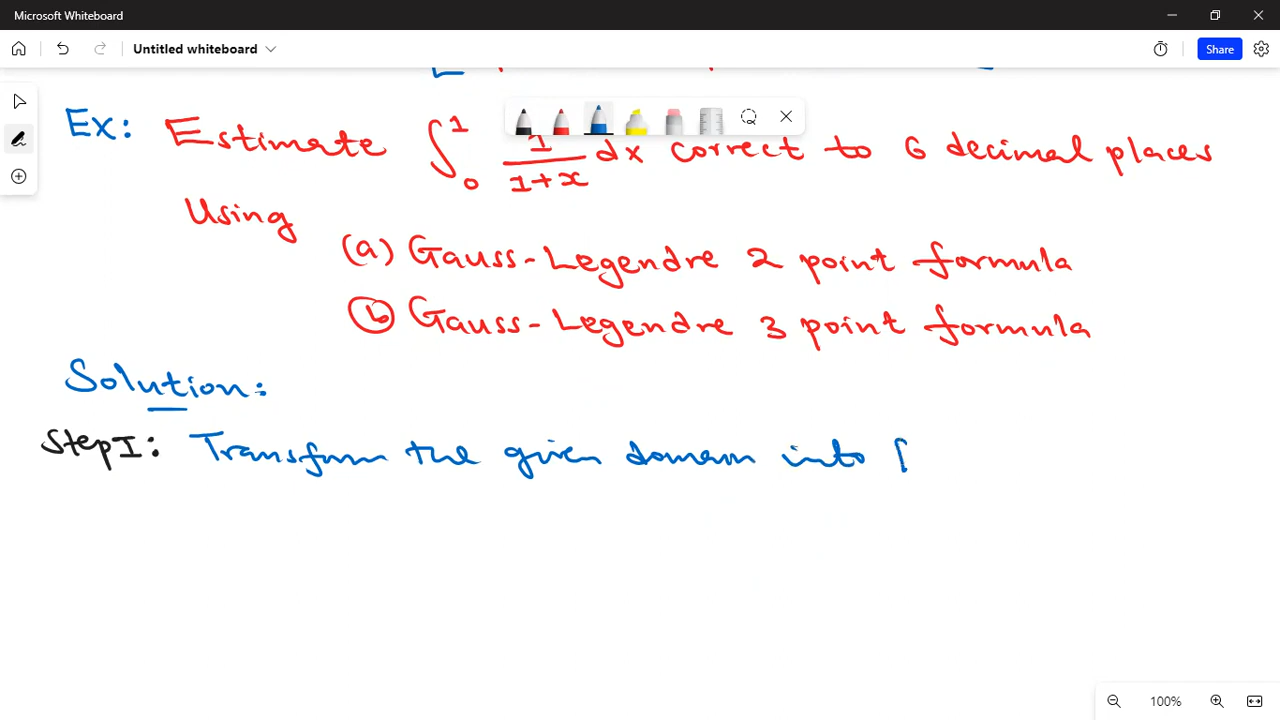 Microsoft Whiteboard
Untitled whiteboard
Share
Ex: Estimate ∫₀¹ 1/(1+x) dx correct to 6 decimal places
Using
(a) Gauss-Legendre 2 point formula
(b) Gauss-Legendre 3 point formula
Solution:
Step I: Transform the given domain into [
100%